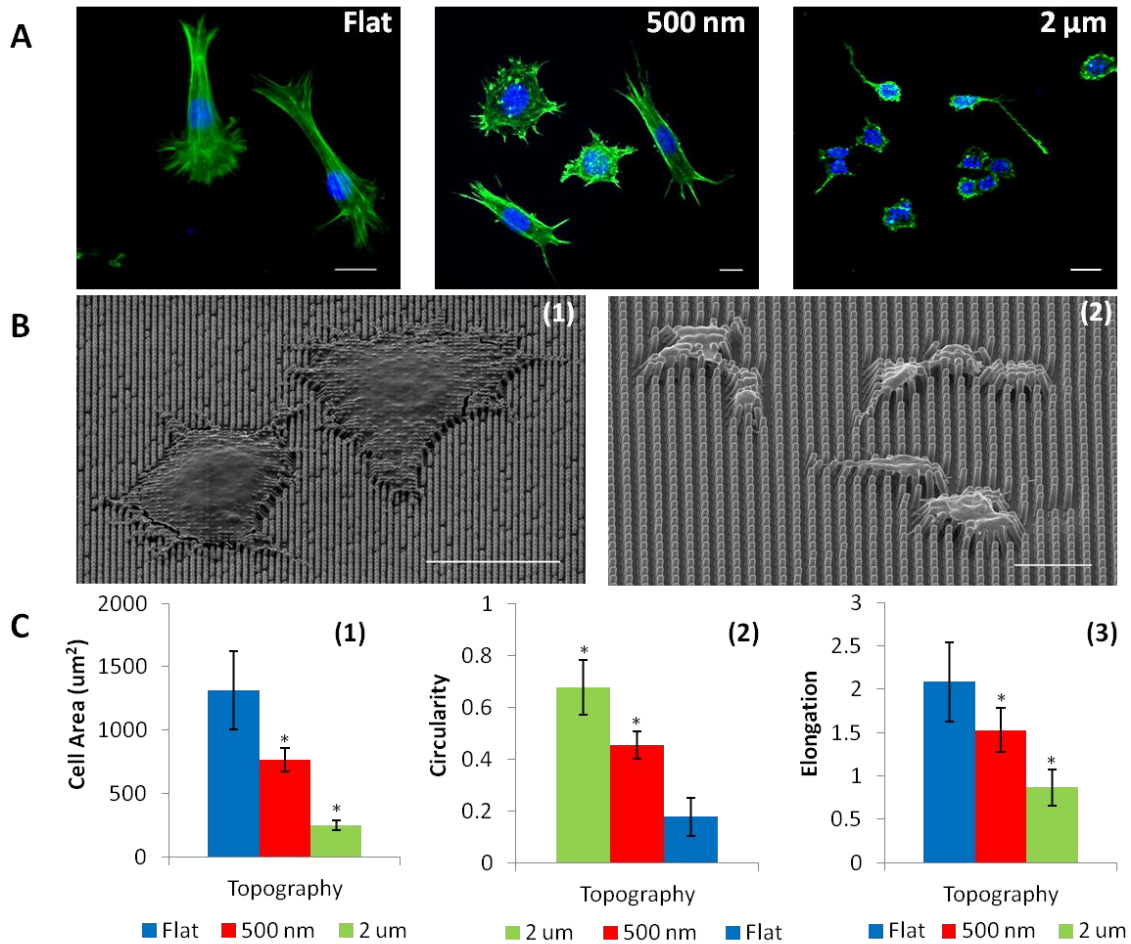 A
Flat
500 nm
2 µm
B
(1)
(2)
C
Cell Area (um²)
2000
1500
1000
500
0
(1)
*
*
Topography
Flat 500 nm 2 um
Circularity
1
0.8
0.6
0.4
0.2
0
(2)
*
*
Topography
2 um 500 nm Flat
Elongation
3
2.5
2
1.5
1
0.5
0
(3)
*
*
Topography
Flat 500 nm 2 um